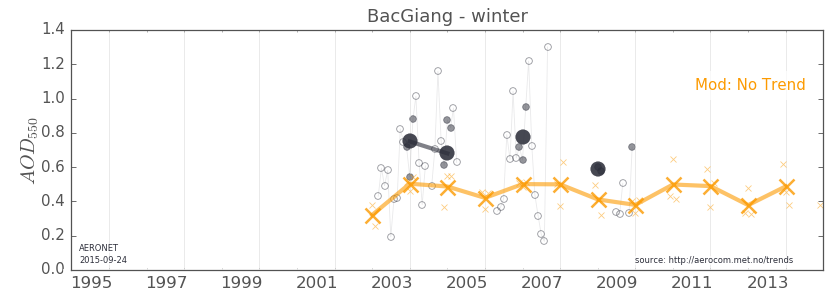 BacGiang - winter
1.4
1.2
1.0
0.8
0.6
0.4
0.2
0.0
AOD550
Mod: No Trend
AERONET
2015-09-24
source: http://aerocom.met.no/trends
1995 1997 1999 2001 2003 2005 2007 2009 2011 2013